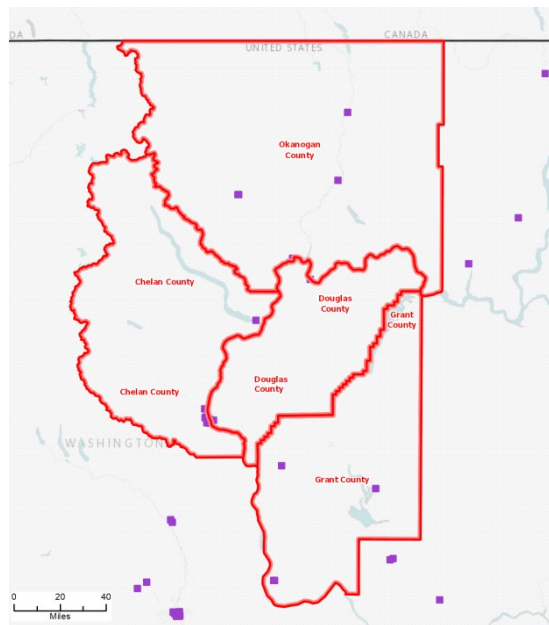 DA
CANADA
UNITED STATES
Okanogan
County
Chelan County
Douglas
County
Grant
County
Douglas
County
Chelan County
WASHINGTON
Grant County
0 20 40
Miles